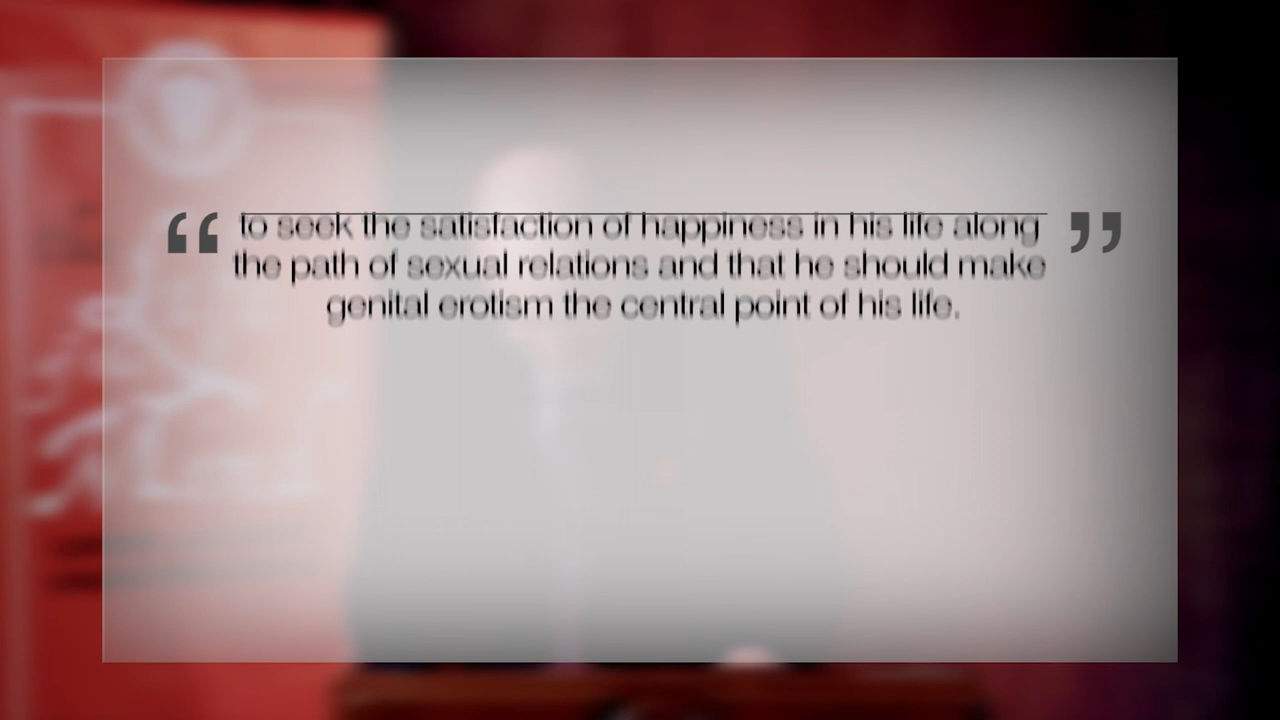 “ to seek the satisfaction of happiness in his life along ”
the path of sexual relations and that he should make
genital erotism the central point of his life.